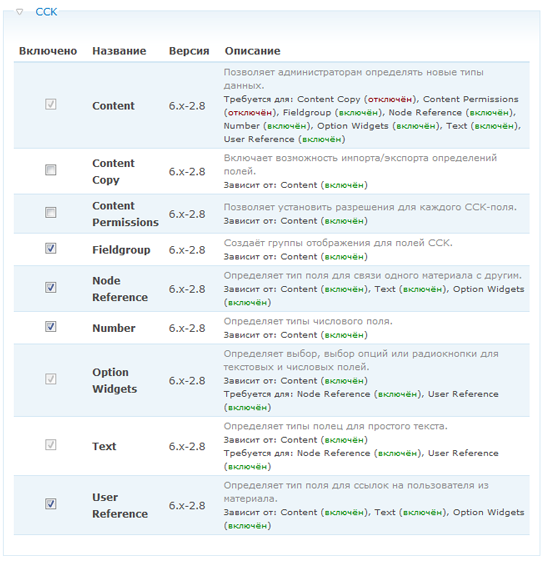 ССК
Включено Название Версия Описание
Content 6.x-2.8 Позволяет администраторам определять новые типы
данных.
Требуется для: Content Copy (отключён), Content Permissions
(отключён), Fieldgroup (включён), Node Reference (включён),
Number (включён), Option Widgets (включён), Text (включён),
User Reference (включён)
Content
Copy 6.x-2.8 Включает возможность импорта/экспорта определений
полей.
Зависит от: Content (включён)
Content
Permissions 6.x-2.8 Позволяет установить разрешения для каждого ССК-поля.
Зависит от: Content (включён)
Fieldgroup 6.x-2.8 Создаёт группы отображения для полей ССК.
Зависит от: Content (включён)
Node
Reference 6.x-2.8 Определяет тип поля для связи одного материала с другим.
Зависит от: Content (включён), Text (включён), Option Widgets
(включён)
Number 6.x-2.8 Определяет типы числового поля.
Зависит от: Content (включён)
Option
Widgets 6.x-2.8 Определяет выбор, выбор опций или радиокнопки для
текстовых и числовых полей.
Зависит от: Content (включён)
Требуется для: Node Reference (включён), User Reference
(включён)
Text 6.x-2.8 Определяет типы полец для простого текста.
Зависит от: Content (включён)
Требуется для: Node Reference (включён), User Reference
(включён)
User
Reference 6.x-2.8 Определяет тип поля для ссылок на пользователя из
материала.
Зависит от: Content (включён), Text (включён), Option Widgets
(включён)